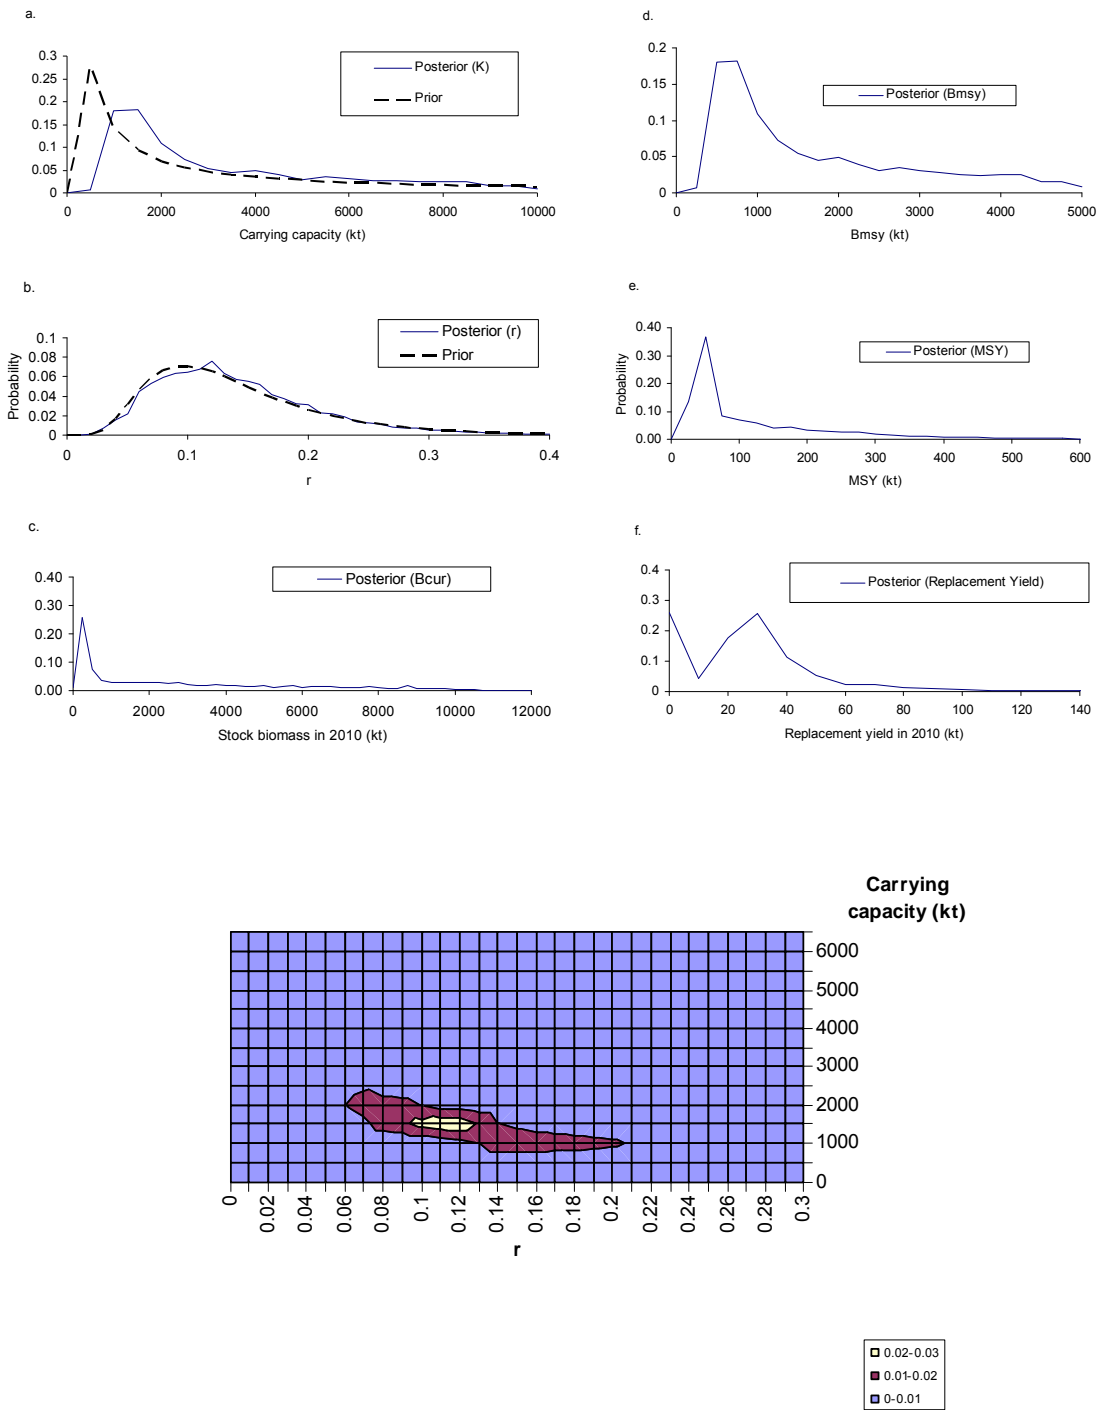 a.
0.3
0.25
0.2
0.15
0.1
0.05
0
0 2000 4000 6000 8000 10000
Carrying capacity (kt)
Posterior (K)
Prior
d.
0.2
0.15
0.1
0.05
0
0 1000 2000 3000 4000 5000
Bmsy (kt)
Posterior (Bmsy)
b.
Probability
0.1
0.08
0.06
0.04
0.02
0
0 0.1 0.2 0.3 0.4
r
Posterior (r)
Prior
e.
Probability
0.40
0.30
0.20
0.10
0.00
0 100 200 300 400 500 600
MSY (kt)
Posterior (MSY)
c.
0.40
0.30
0.20
0.10
0.00
0 2000 4000 6000 8000 10000 12000
Stock biomass in 2010 (kt)
Posterior (Bcur)
f.
0.4
0.3
0.2
0.1
0
0 20 40 60 80 100 120 140
Replacement yield in 2010 (kt)
Posterior (Replacement Yield)
Carrying
capacity (kt)
6000
5000
4000
3000
2000
1000
0
0 0.02 0.04 0.06 0.08 0.1 0.12 0.14 0.16 0.18 0.2 0.22 0.24 0.26 0.28 0.3
r
0.02-0.03
0.01-0.02
0-0.01